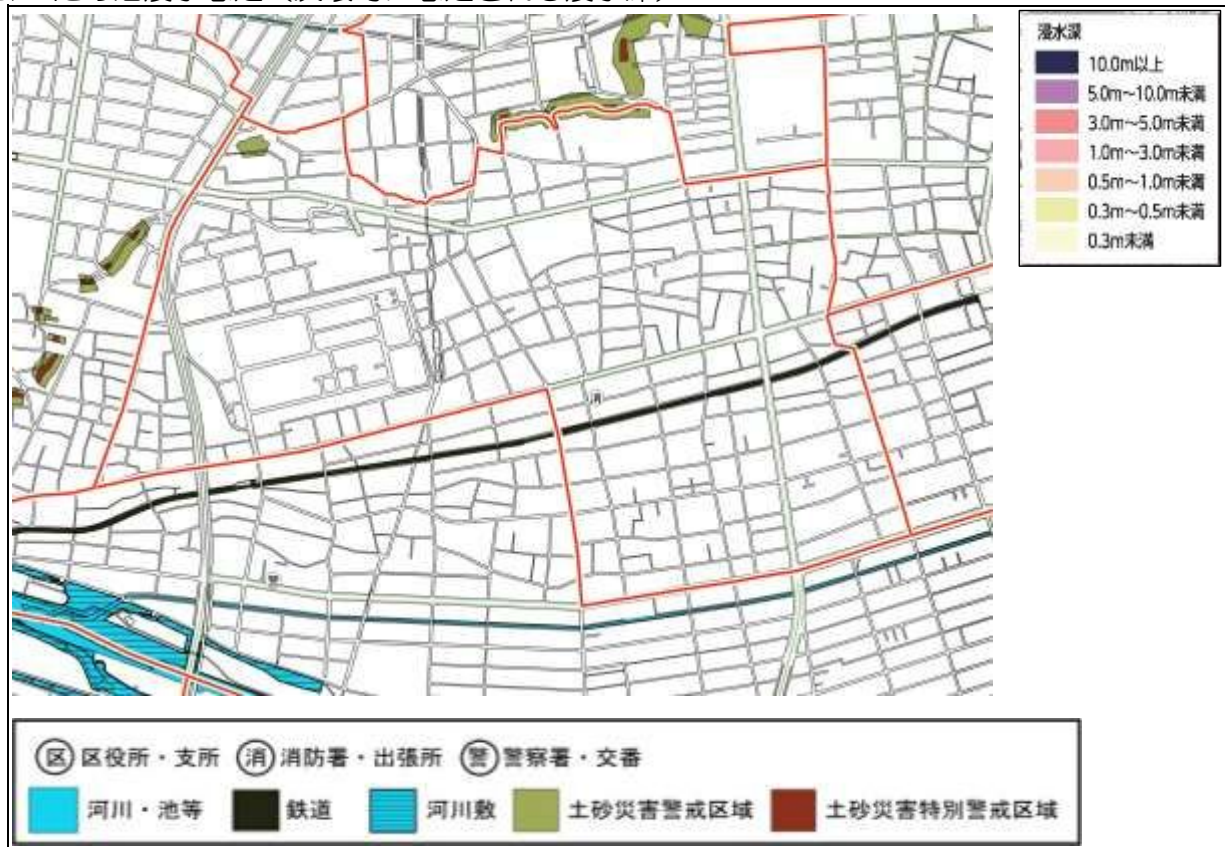 浸水深
10.0m以上
5.0m～10.0m未満
3.0m～5.0m未満
1.0m～3.0m未満
0.5m～1.0m未満
0.3m～0.5m未満
0.3m未満
消
区 区役所・支所 消 消防署・出張所 警 警察署・交番
河川・池等 鉄道 河川敷 土砂災害警戒区域 土砂災害特別警戒区域